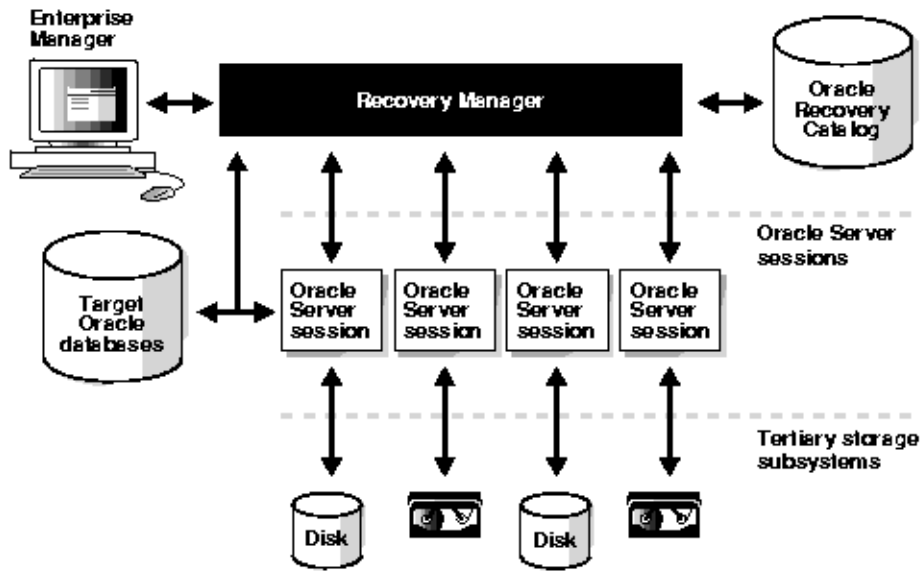 Enterprise
Manager
Recovery Manager
Oracle
Recovery
Catalog
Oracle Server
sessions
Target
Oracle
databases
Oracle
Server
session
Oracle
Server
session
Oracle
Server
session
Oracle
Server
session
Tertiary storage
subsystems
Disk
Disk